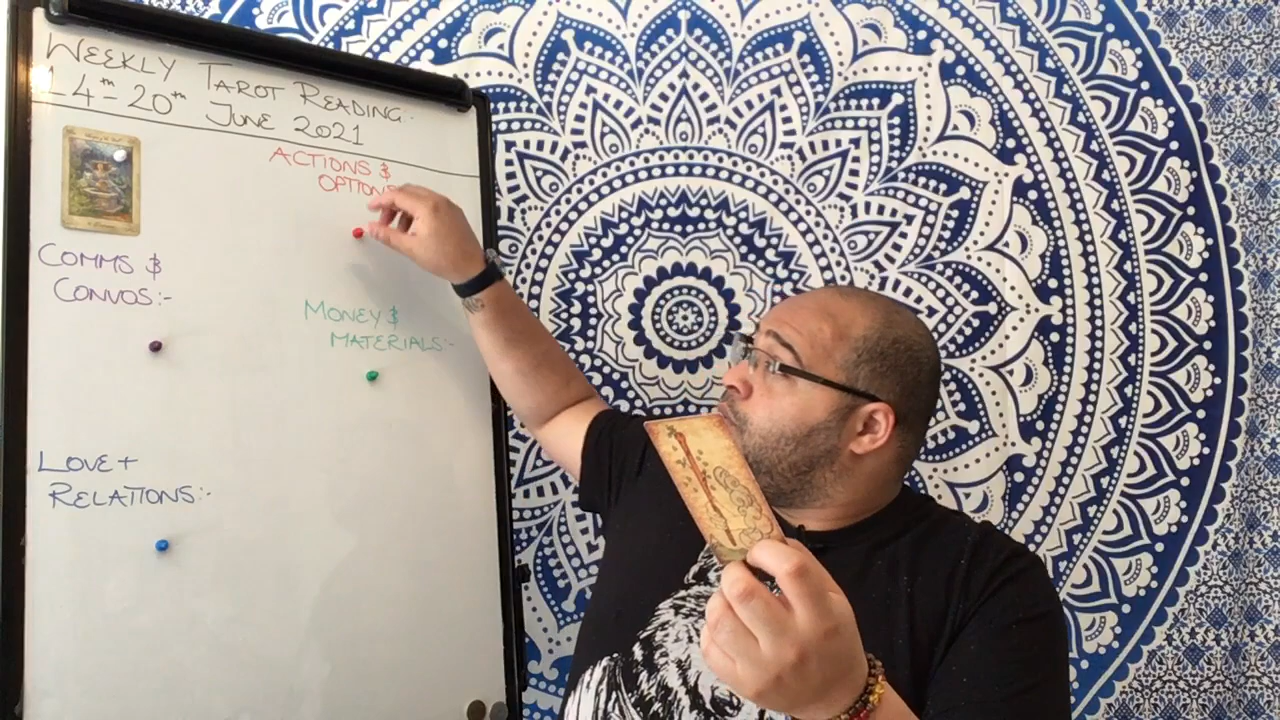 WEEKLY TAROT READING.
14th - 20th JUNE 2021
ACTIONS &
OPTIONS
COMMS &
CONVOS:-
MONEY &
MATERIALS:-
LOVE +
RELATIONS:-